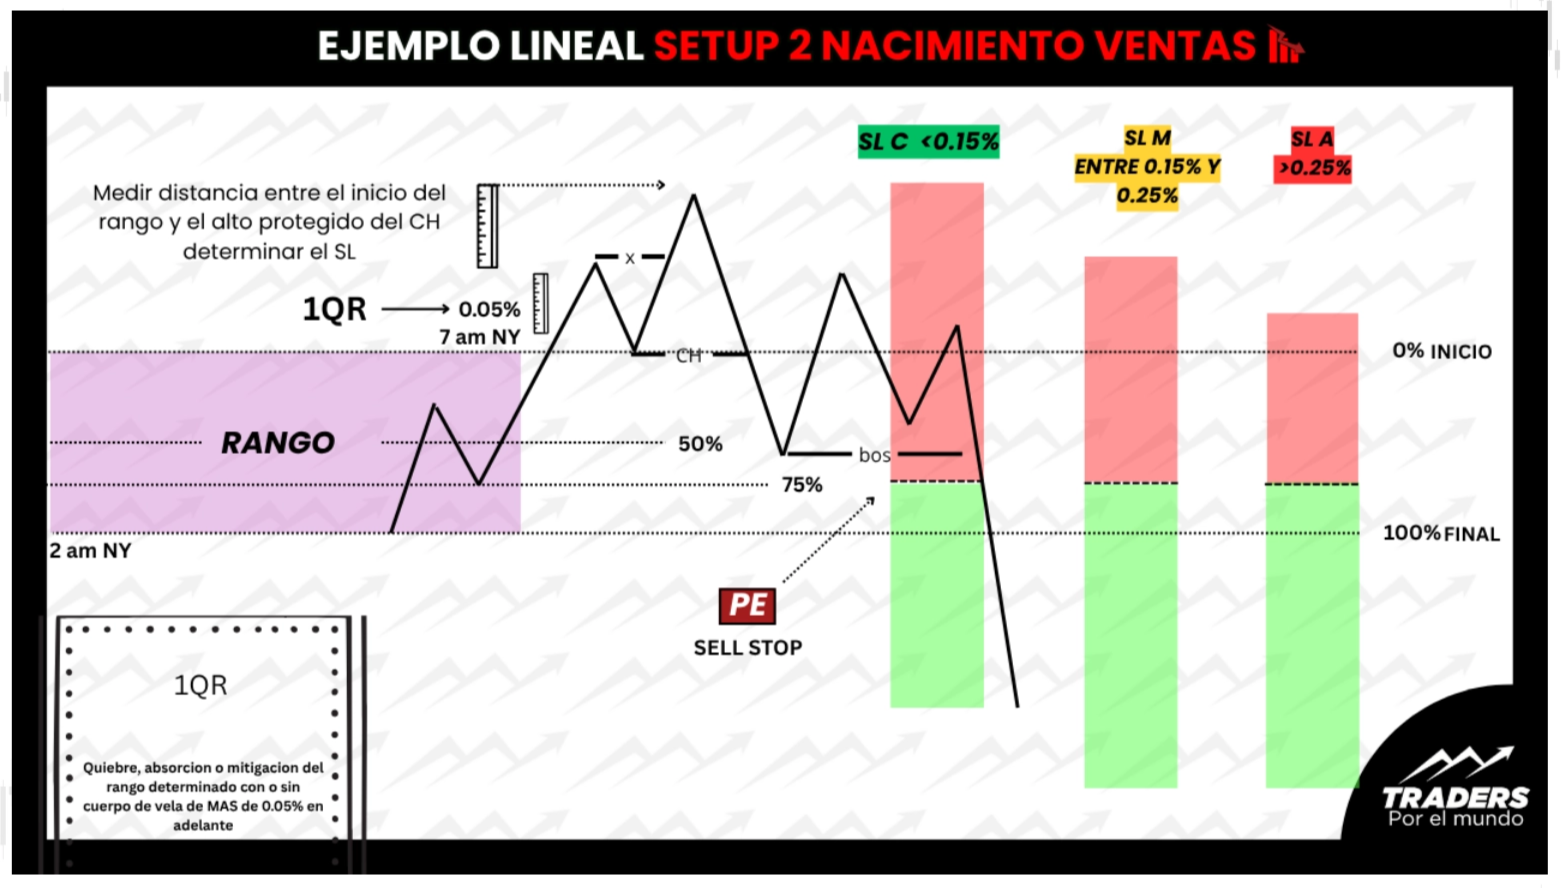 EJEMPLO LINEAL SETUP 2 NACIMIENTO VENTAS
SL C <0.15%
SL M
ENTRE 0.15% Y
0.25%
SL A
>0.25%
Medir distancia entre el inicio del
rango y el alto protegido del CH
determinar el SL
x
1QR
0.05%
7 am NY
CH
0% INICIO
RANGO
50%
bos
75%
100% FINAL
2 am NY
PE
SELL STOP
1QR
Quiebre, absorcion o mitigacion del
rango determinado con o sin
cuerpo de vela de MAS de 0.05% en
adelante
TRADERS
Por el mundo